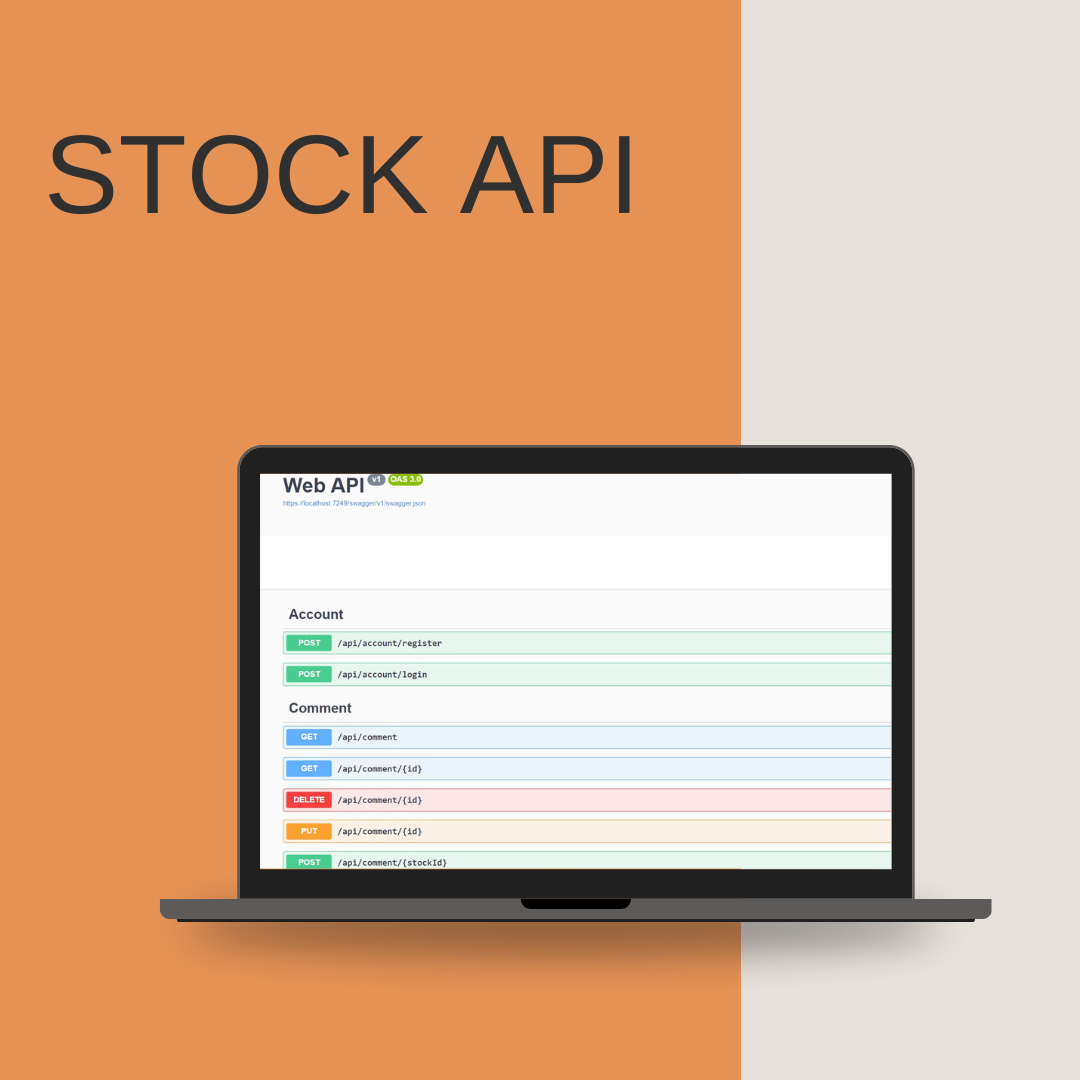 STOCK API
Web API v1 OAS 3.0
https://localhost:7249/swagger/v1/swagger.json
Account
POST /api/account/register
POST /api/account/login
Comment
GET /api/comment
GET /api/comment/{id}
DELETE /api/comment/{id}
PUT /api/comment/{id}
POST /api/comment/{stockId}